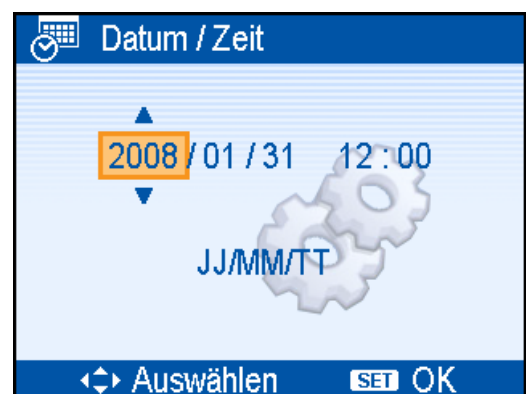 Datum / Zeit
2008 / 01 / 31 12 : 00
JJ/MM/TT
Auswählen SET OK